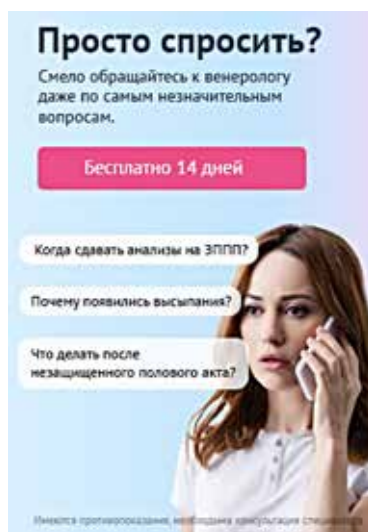 Просто спросить?
Смело обращайтесь к венерологу
даже по самым незначительным
вопросам.
Бесплатно 14 дней
Когда сдавать анализы на ЗППП?
Почему появились высыпания?
Что делать после
незащищенного полового акта?
Имеются противопоказания, необходима консультация специалиста